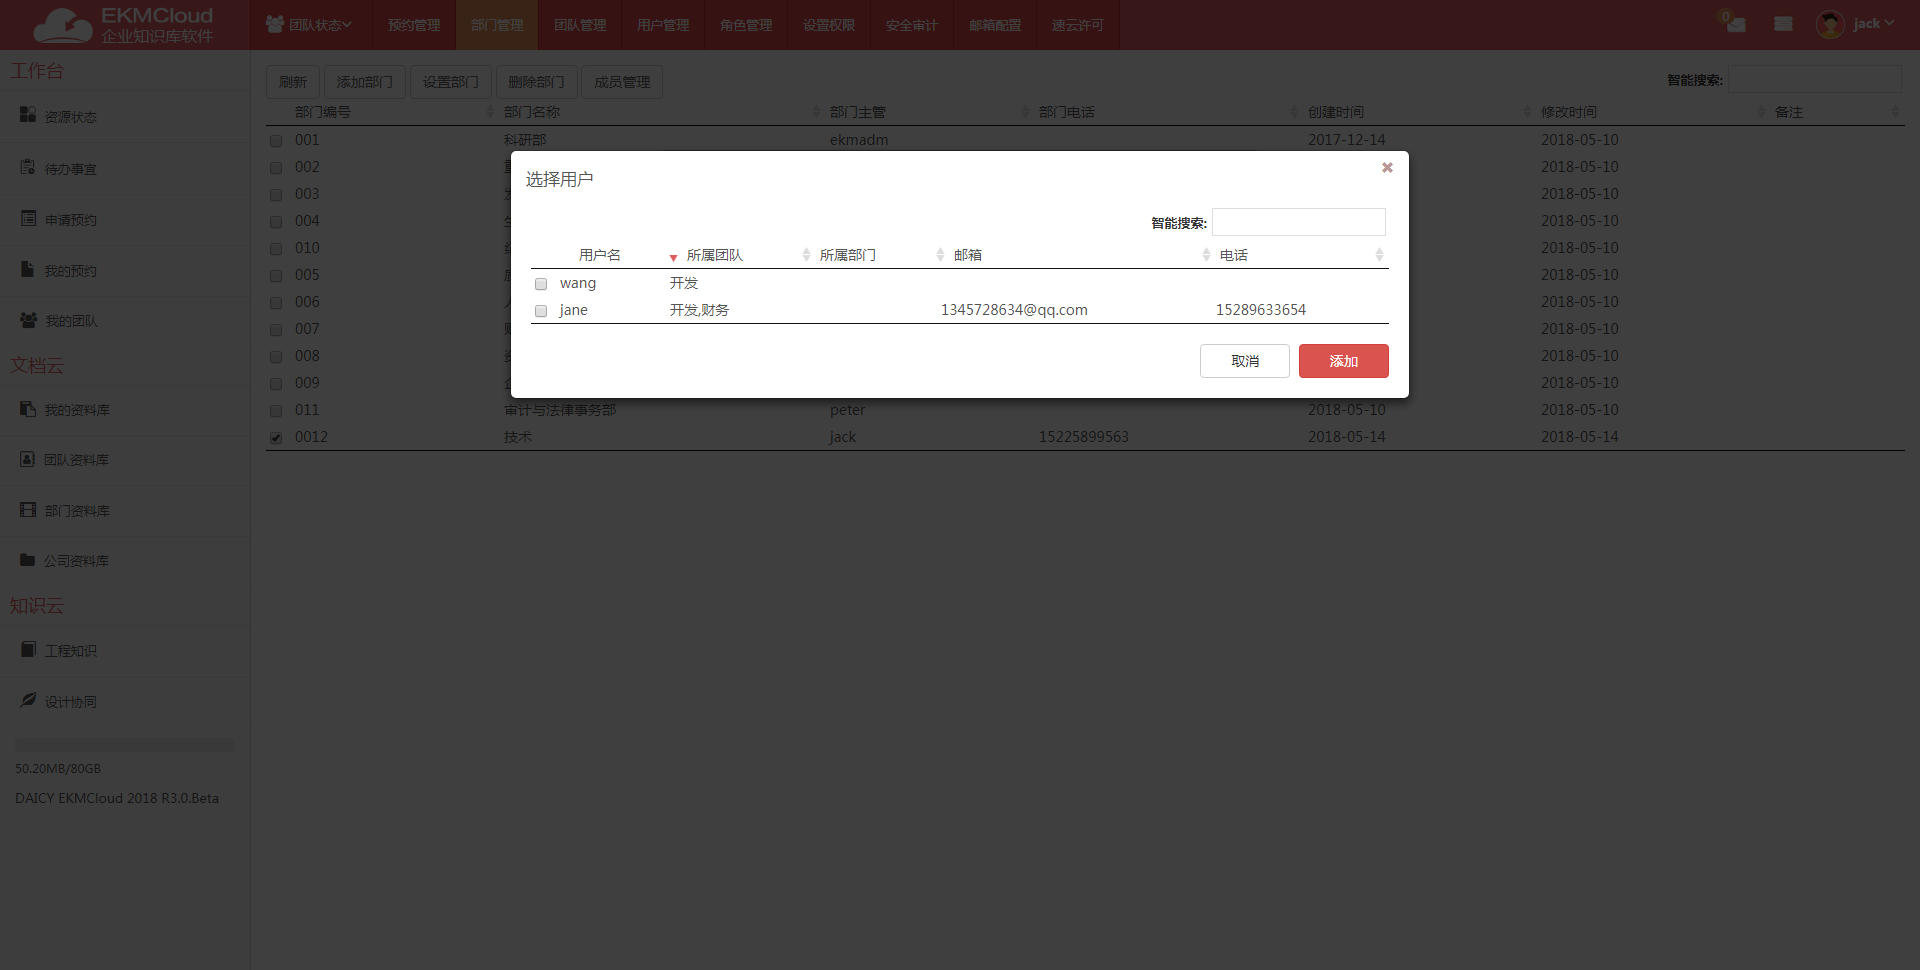 EKMCloud
企业知识库软件
团队状态 预约管理 部门管理 团队管理 用户管理 角色管理 设置权限 安全审计 邮箱配置 速云许可 0 jack
工作台
资源状态
待办事宜
申请预约
我的预约
我的团队
文档云
我的资料库
团队资料库
部门资料库
公司资料库
知识云
工程知识
设计协同
50.20MB/80GB
DAICY EKMCloud 2018 R3.0.Beta
刷新 添加部门 设置部门 删除部门 成员管理 智能搜索:
部门编号 部门名称 部门主管 部门电话 创建时间 修改时间 备注
001 科研部 ekmadm 2017-12-14 2018-05-10
002 2018-05-10
003 2018-05-10
004 2018-05-10
010 2018-05-10
005 2018-05-10
006 2018-05-10
007 2018-05-10
008 2018-05-10
009 2018-05-10
011 审计与法律事务部 peter 2018-05-10 2018-05-10
0012 技术 jack 15225899563 2018-05-14 2018-05-14
选择用户
智能搜索:
用户名 所属团队 所属部门 邮箱 电话
wang 开发
jane 开发,财务 1345728634@qq.com 15289633654
取消 添加